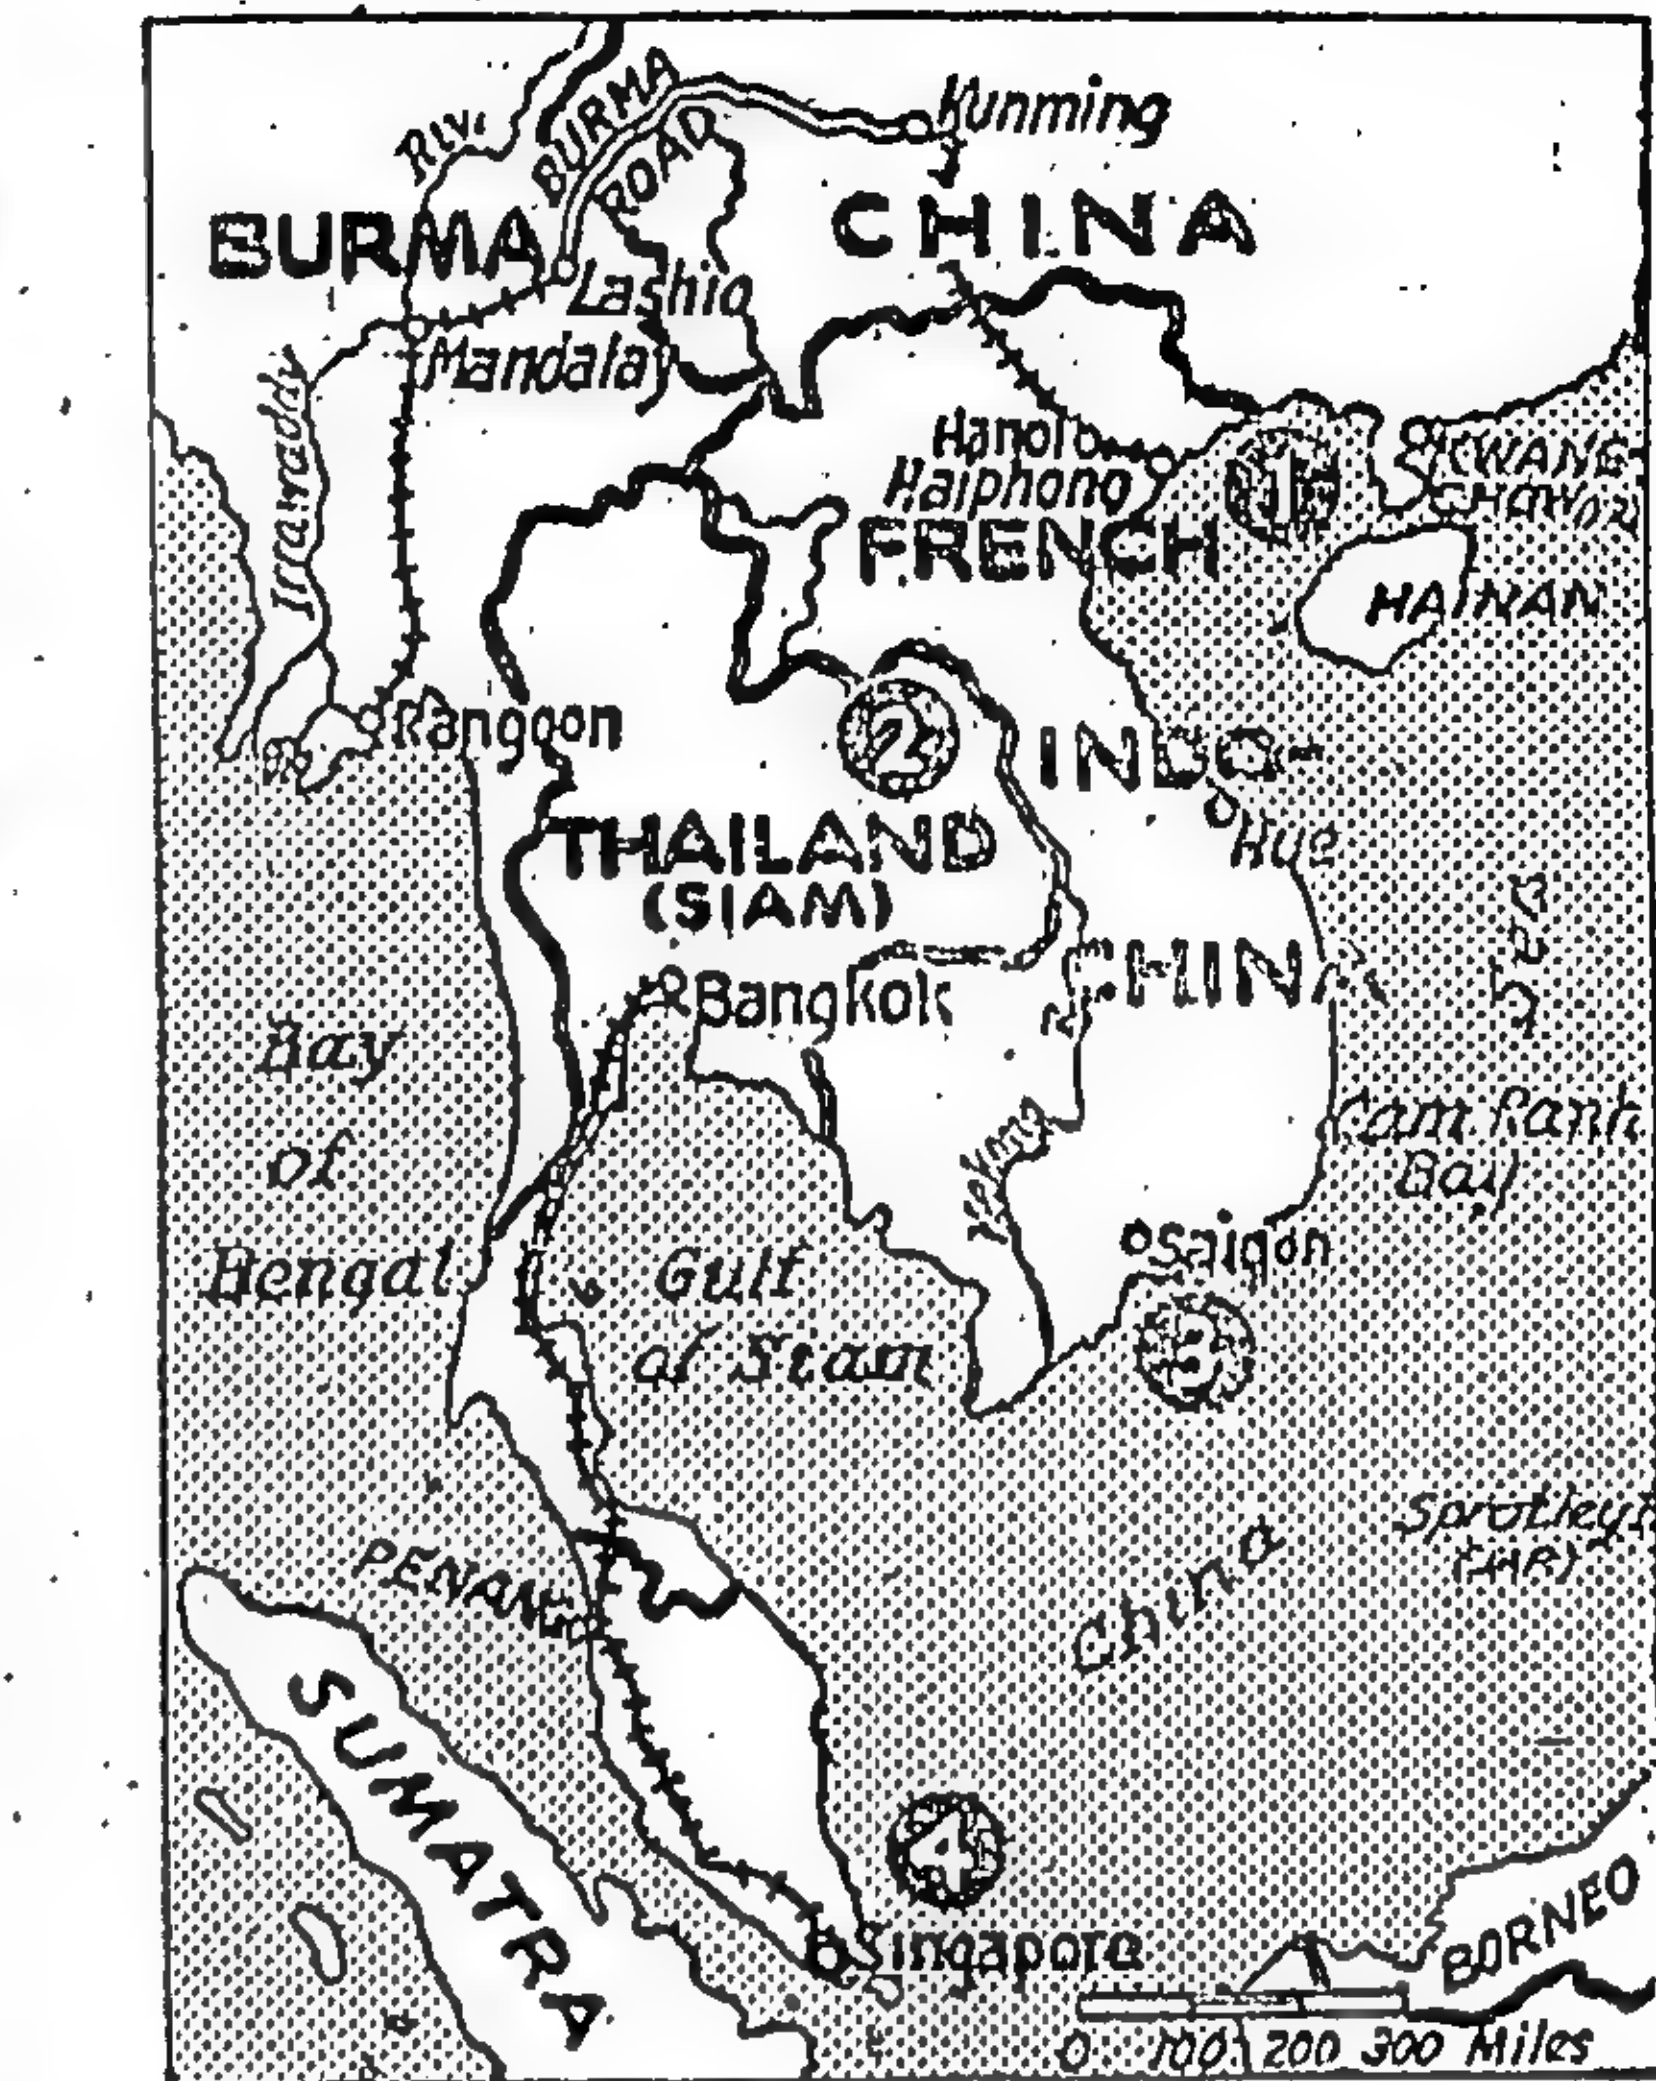 BURMA
ROAD
Kunming
BURMA
CHINA
Lashio
Mandalay
Irrawaddy
Hanoi
Haiphong
FRENCH
1
KWANG-
HAINAN
Rangoon
2
INDO-
Hue
THAILAND
(SIAM)
CHINA
Bangkok
Sea
Bay
of
Bengal
Cam Ranh
Bay
Saigon
Gulf
of Siam
3
China
PENANG
SUMATRA
4
Singapore
BORNEO
0 100 200 300 Miles